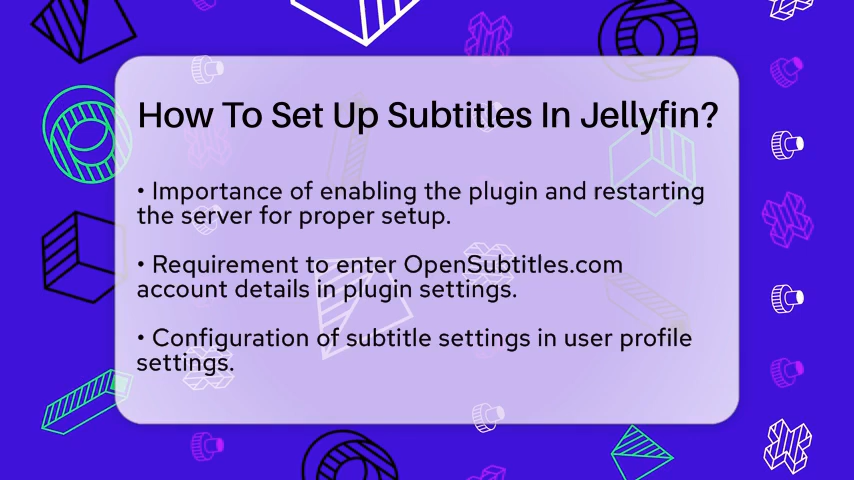 How To Set Up Subtitles In Jellyfin?
• Importance of enabling the plugin and restarting
the server for proper setup.
• Requirement to enter OpenSubtitles.com
account details in plugin settings.
• Configuration of subtitle settings in user profile
settings.